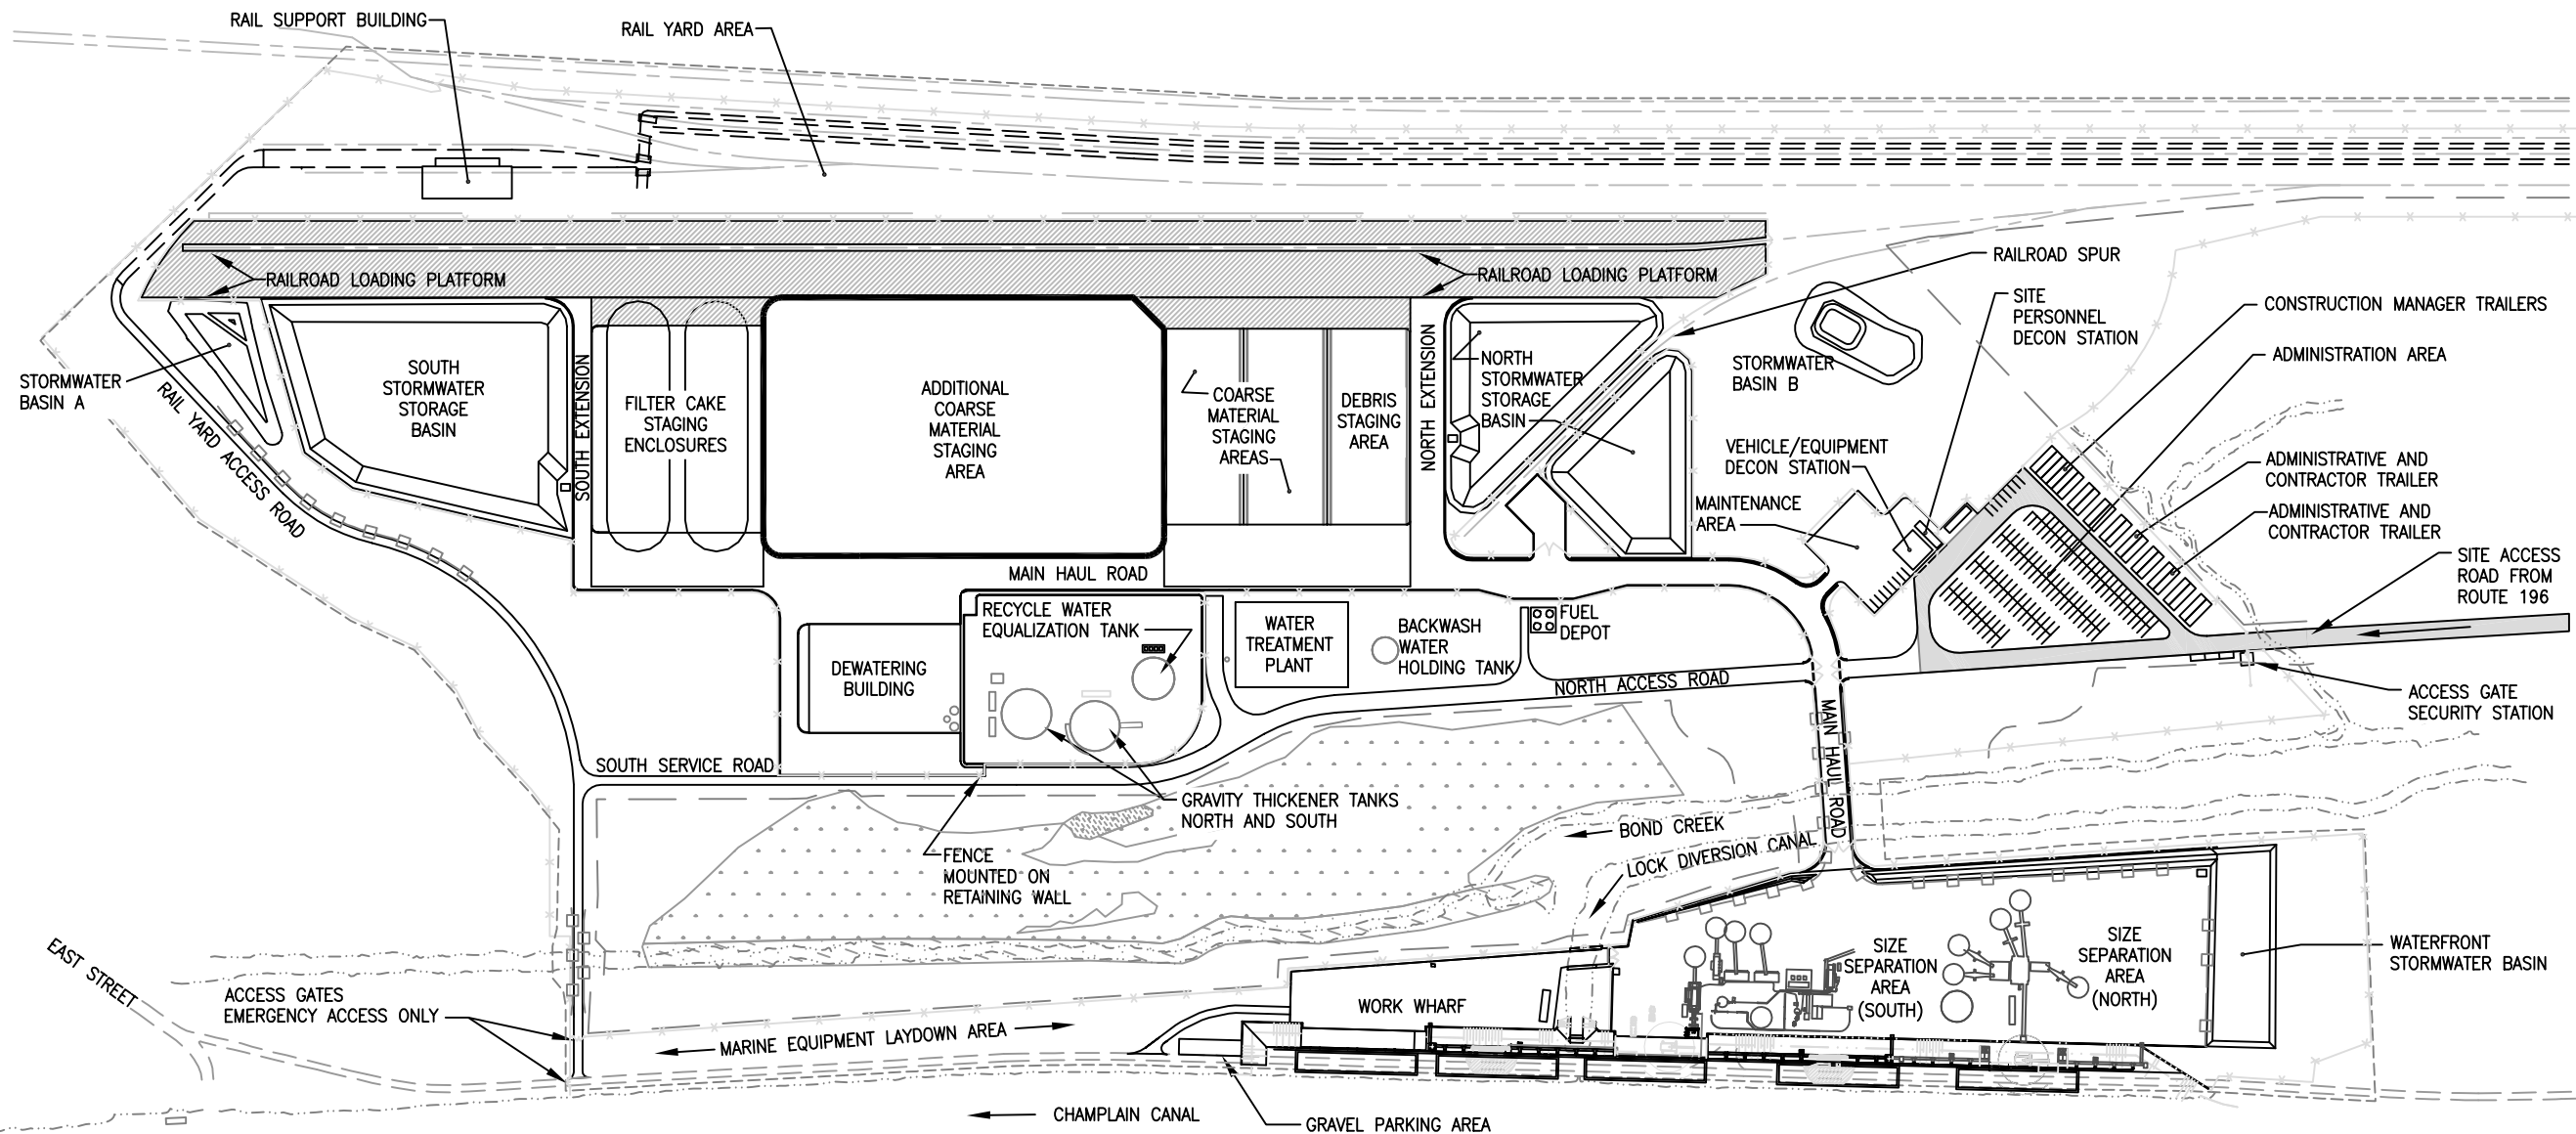 RAIL SUPPORT BUILDING
RAIL YARD AREA
RAILROAD LOADING PLATFORM
RAILROAD LOADING PLATFORM
RAILROAD SPUR
SITE
PERSONNEL
DECON STATION
CONSTRUCTION MANAGER TRAILERS
ADMINISTRATION AREA
STORMWATER
BASIN A
RAIL YARD ACCESS ROAD
SOUTH
STORMWATER
STORAGE
BASIN
SOUTH EXTENSION
FILTER CAKE
STAGING
ENCLOSURES
ADDITIONAL
COARSE
MATERIAL
STAGING
AREA
COARSE
MATERIAL
STAGING
AREAS
DEBRIS
STAGING
AREA
NORTH EXTENSION
NORTH
STORMWATER
STORAGE
BASIN
STORMWATER
BASIN B
VEHICLE/EQUIPMENT
DECON STATION
MAINTENANCE
AREA
ADMINISTRATIVE AND
CONTRACTOR TRAILER
ADMINISTRATIVE AND
CONTRACTOR TRAILER
SITE ACCESS
ROAD FROM
ROUTE 196
MAIN HAUL ROAD
RECYCLE WATER
EQUALIZATION TANK
WATER
TREATMENT
PLANT
BACKWASH
WATER
HOLDING TANK
FUEL
DEPOT
DEWATERING
BUILDING
NORTH ACCESS ROAD
ACCESS GATE
SECURITY STATION
MAIN HAUL ROAD
SOUTH SERVICE ROAD
GRAVITY THICKENER TANKS
NORTH AND SOUTH
BOND CREEK
LOCK DIVERSION CANAL
FENCE
MOUNTED ON
RETAINING WALL
EAST STREET
ACCESS GATES
EMERGENCY ACCESS ONLY
WORK WHARF
SIZE
SEPARATION
AREA
(SOUTH)
SIZE
SEPARATION
AREA
(NORTH)
WATERFRONT
STORMWATER BASIN
MARINE EQUIPMENT LAYDOWN AREA
CHAMPLAIN CANAL
GRAVEL PARKING AREA